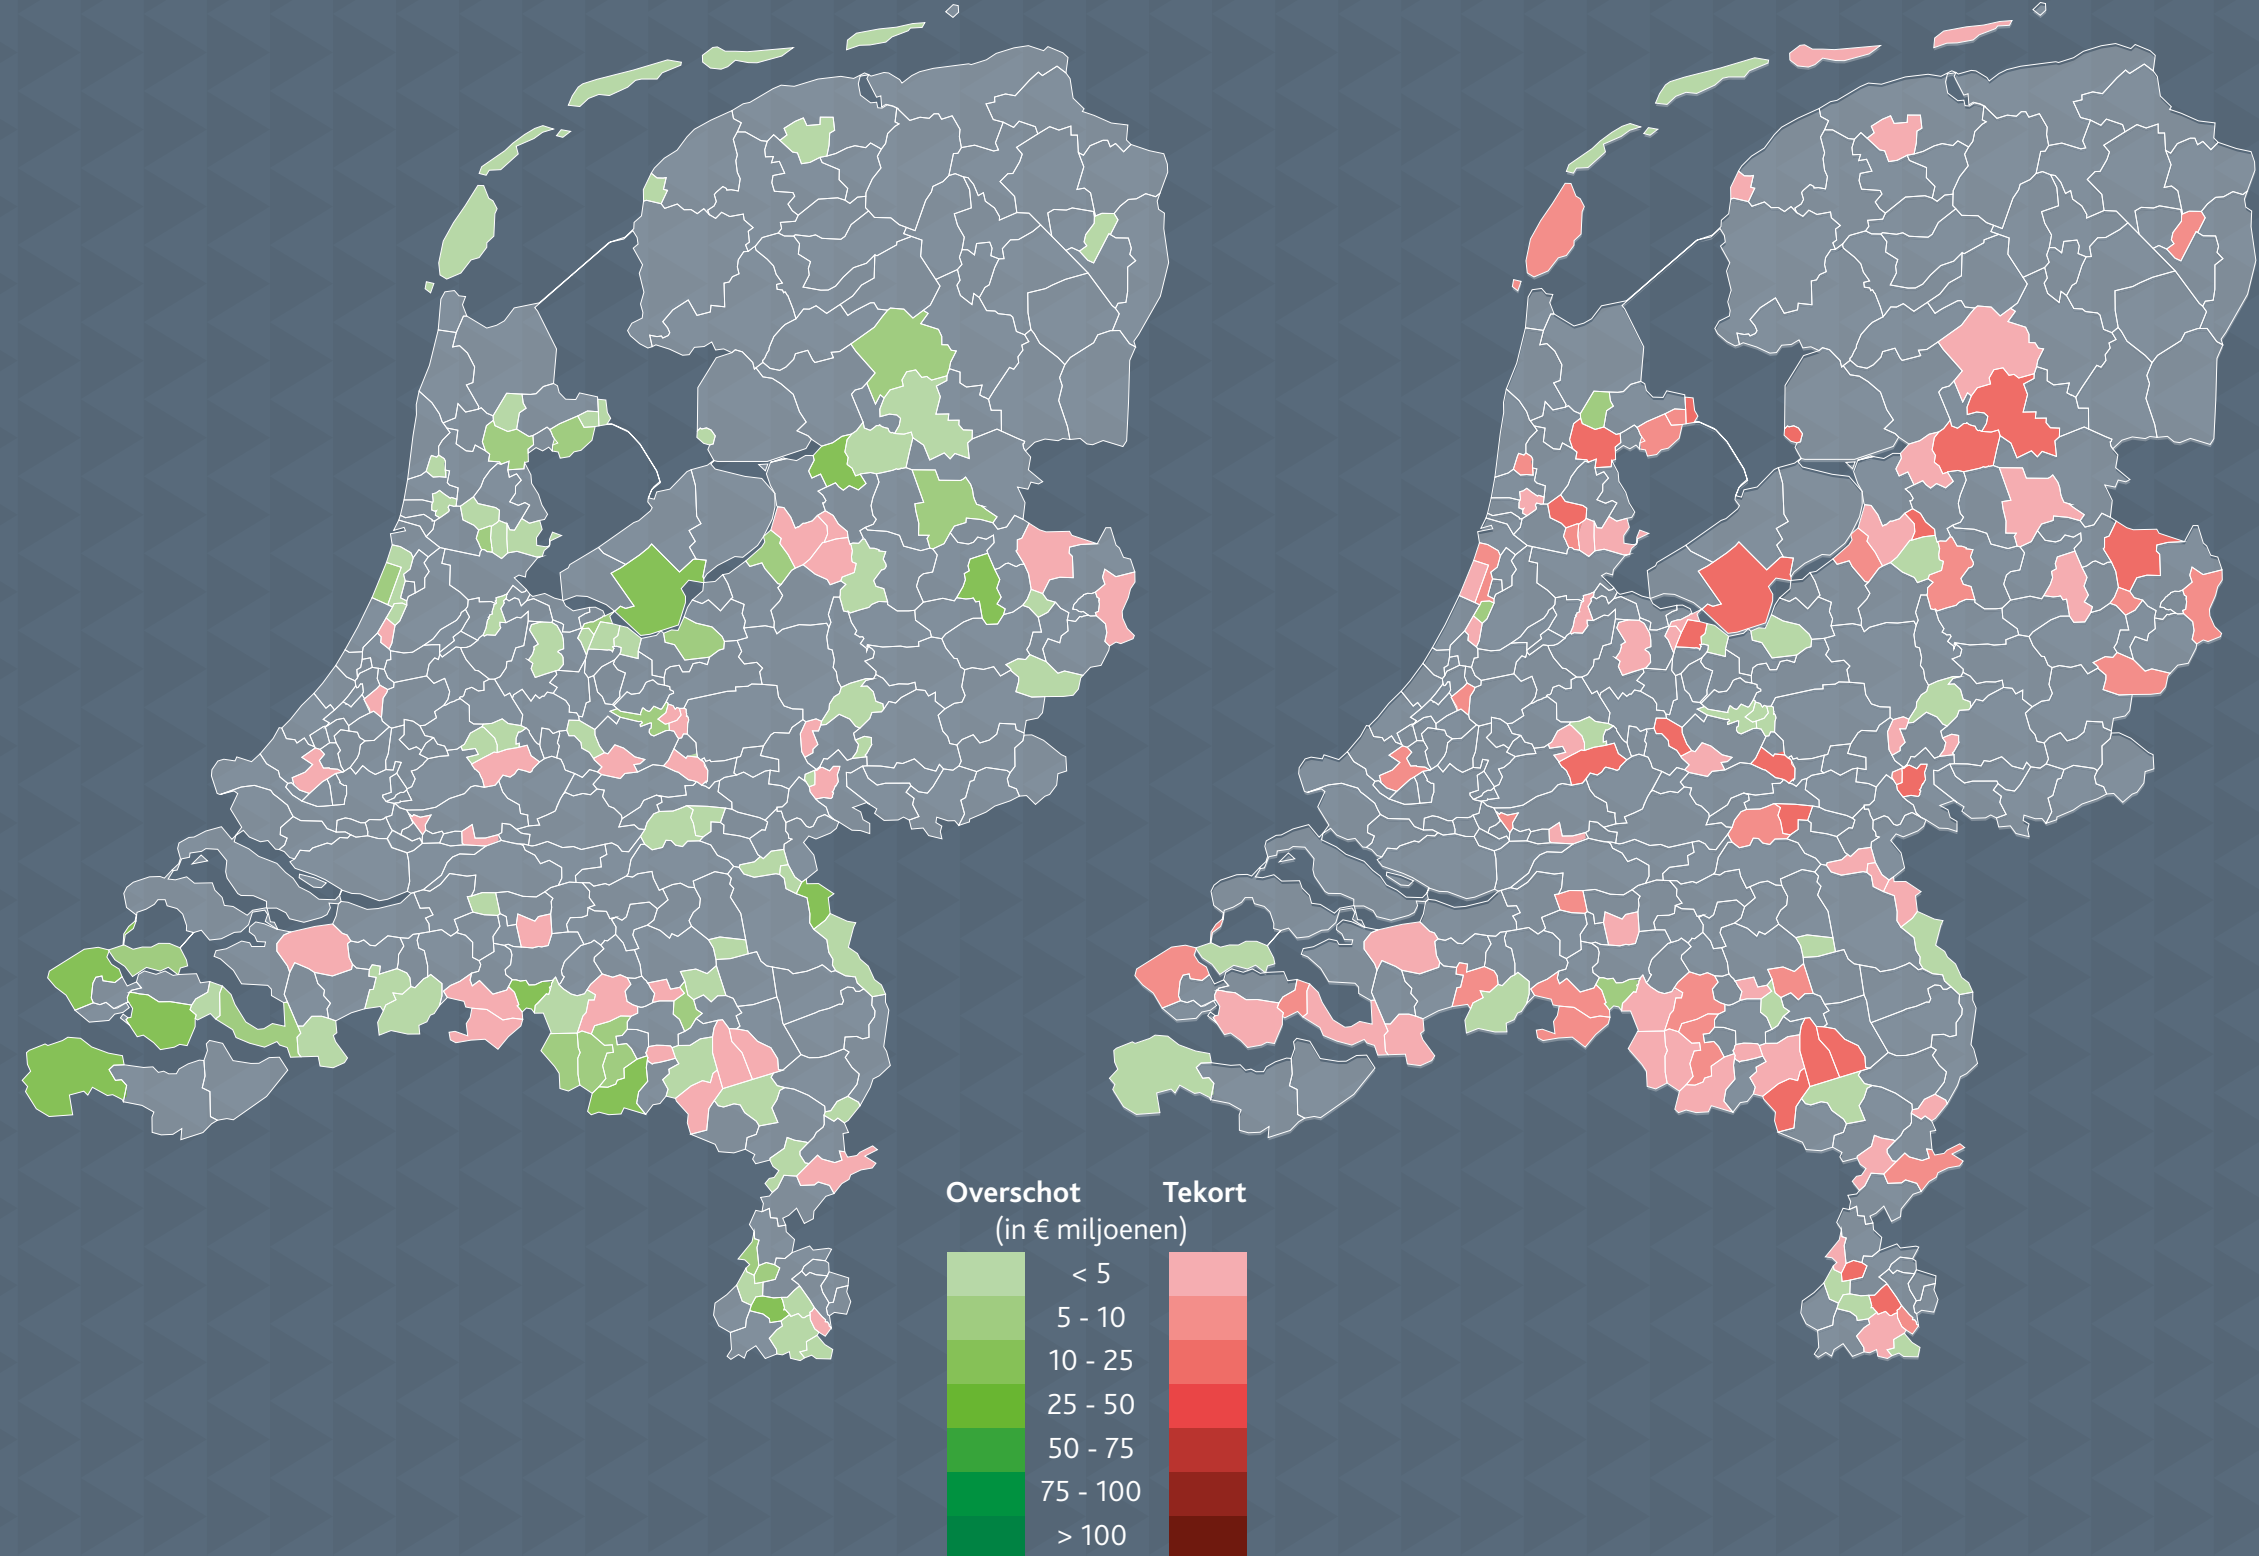 Overschot Tekort
(in € miljoenen)
< 5
5 - 10
10 - 25
25 - 50
50 - 75
75 - 100
> 100